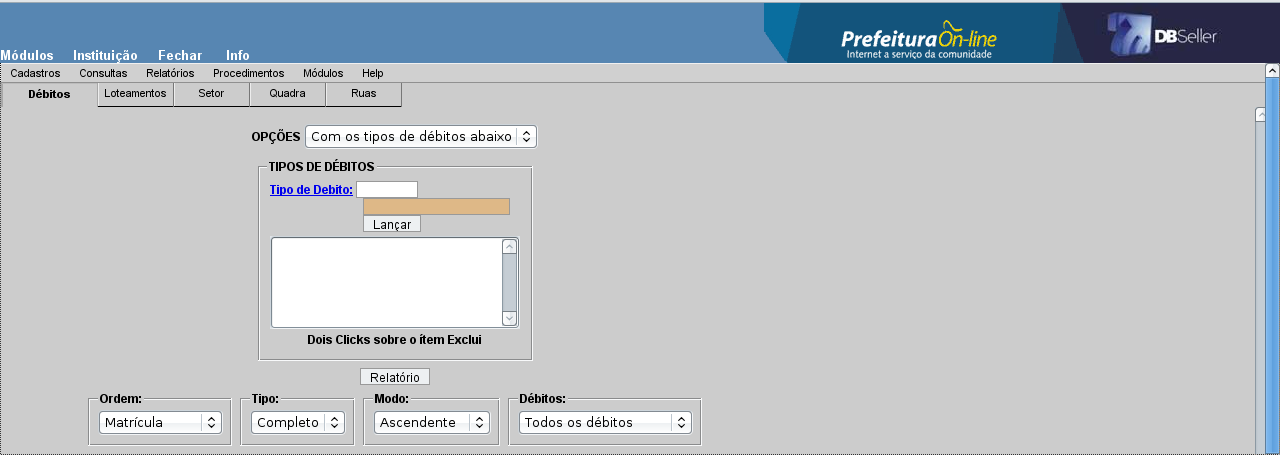 Prefeitura On-line
Internet a serviço da comunidade
DBSeller
Módulos Instituição Fechar Info
Cadastros Consultas Relatórios Procedimentos Módulos Help
Débitos Loteamentos Setor Quadra Ruas
OPÇÕES Com os tipos de débitos abaixo
TIPOS DE DÉBITOS
Tipo de Debito:
Lançar
Dois Clicks sobre o ítem Exclui
Relatório
Ordem: Tipo: Modo: Débitos:
Matrícula Completo Ascendente Todos os débitos